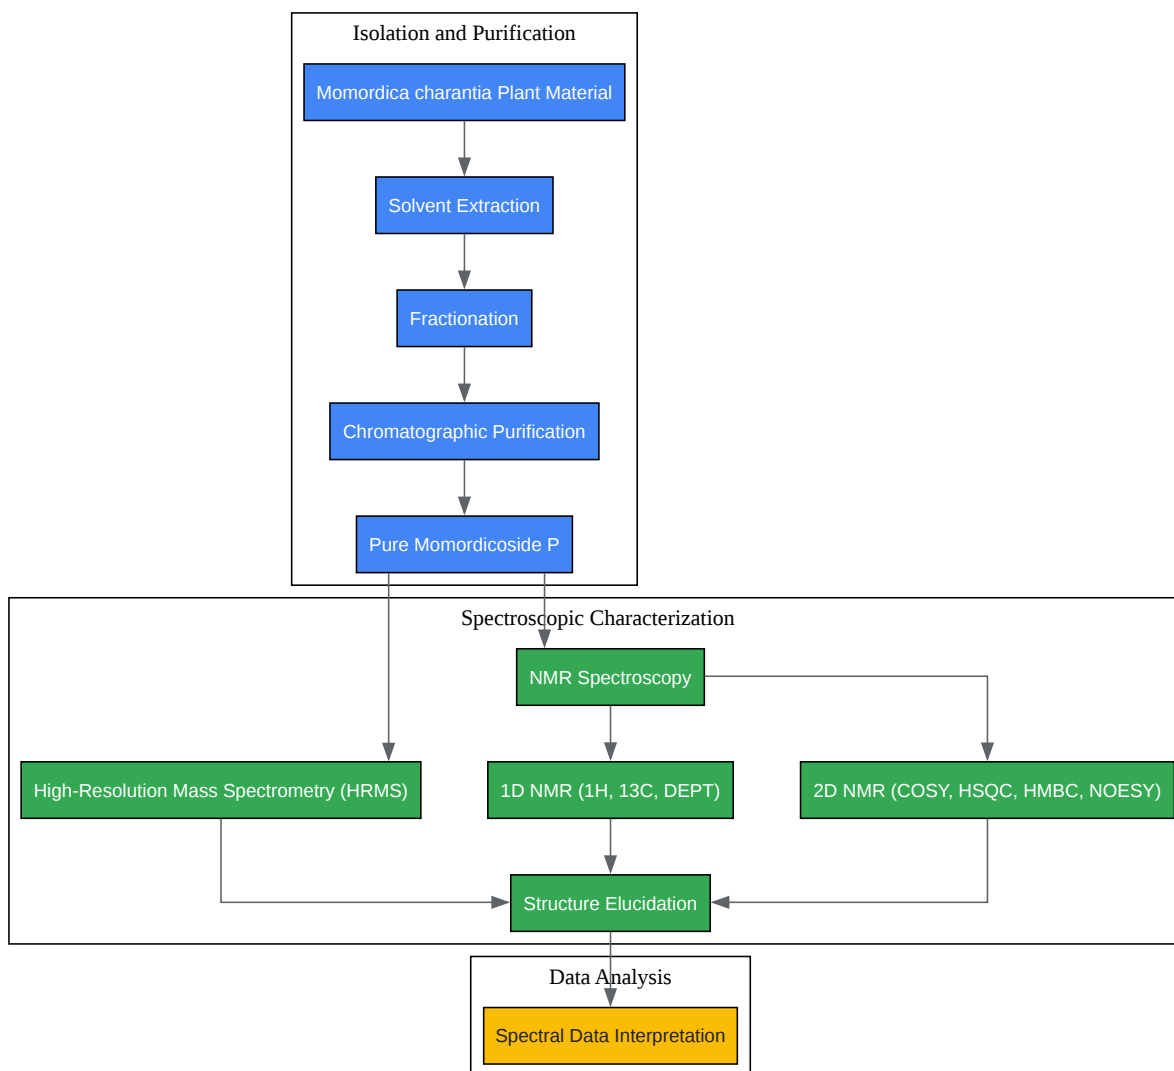 Isolation and Purification
Momordica charantia Plant Material
Solvent Extraction
Fractionation
Chromatographic Purification
Pure Momordicoside P
Spectroscopic Characterization
NMR Spectroscopy
High-Resolution Mass Spectrometry (HRMS)
1D NMR (1H, 13C, DEPT)
2D NMR (COSY, HSQC, HMBC, NOESY)
Structure Elucidation
Data Analysis
Spectral Data Interpretation